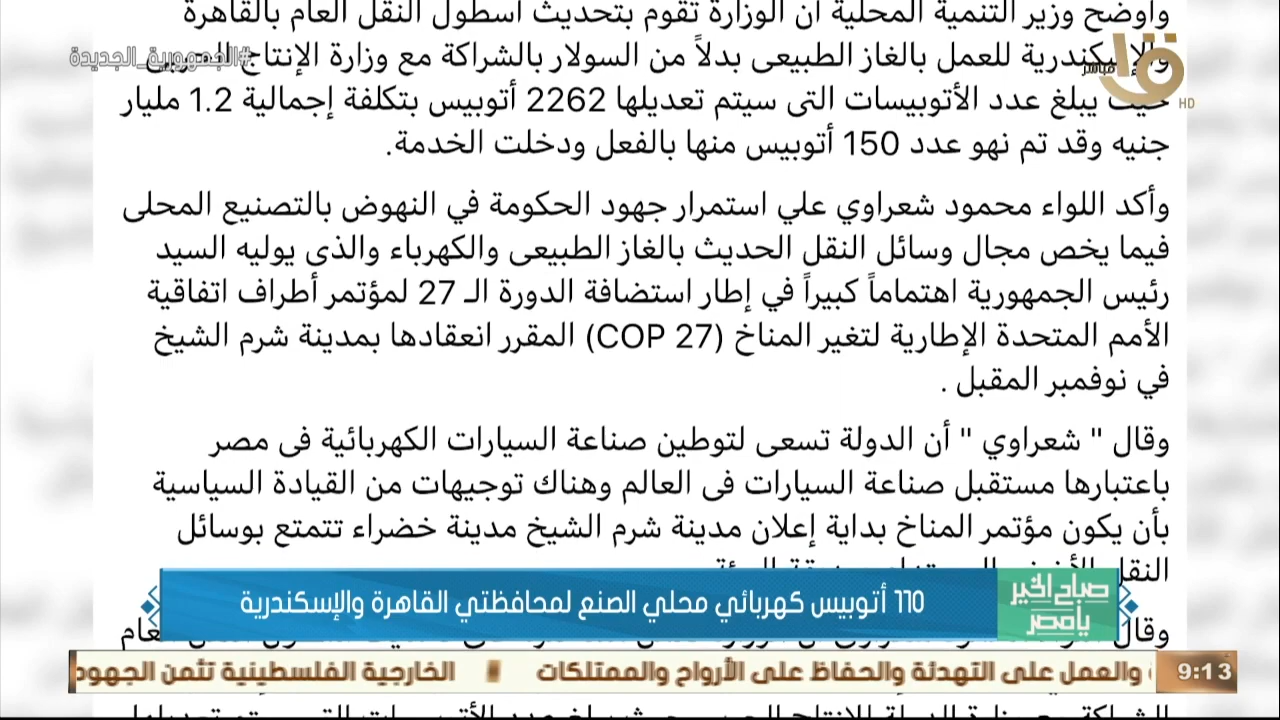 وأوضح وزير التنمية المحلية أن الوزارة تقوم بتحديث أسطول النقل العام بالقاهرة
#الجمهورية_الجديدة
والإسكندرية للعمل بالغاز الطبيعى بدلاً من السولار بالشراكة مع وزارة الإنتاج الحربى
مباشر
HD
حيث يبلغ عدد الأتوبيسات التى سيتم تعديلها 2262 أتوبيس بتكلفة إجمالية 1.2 مليار
جنيه وقد تم نهو عدد 150 أتوبيس منها بالفعل ودخلت الخدمة.
وأكد اللواء محمود شعراوي علي استمرار جهود الحكومة في النهوض بالتصنيع المحلى
فيما يخص مجال وسائل النقل الحديث بالغاز الطبيعى والكهرباء والذى يوليه السيد
رئيس الجمهورية اهتماماً كبيراً في إطار استضافة الدورة الـ 27 لمؤتمر أطراف اتفاقية
الأمم المتحدة الإطارية لتغير المناخ (COP 27) المقرر انعقادها بمدينة شرم الشيخ
في نوفمبر المقبل .
وقال " شعراوي " أن الدولة تسعى لتوطين صناعة السيارات الكهربائية فى مصر
باعتبارها مستقبل صناعة السيارات فى العالم وهناك توجيهات من القيادة السياسية
بأن يكون مؤتمر المناخ بداية إعلان مدينة شرم الشيخ مدينة خضراء تتمتع بوسائل
النقل
صباح الخير
يا مصر
110 أتوبيس كهربائي محلي الصنع لمحافظتي القاهرة والإسكندرية
وقال
9:13
والعمل على التهدئة والحفاظ على الأرواح والممتلكات
الخارجية الفلسطينية تثمن الجهود